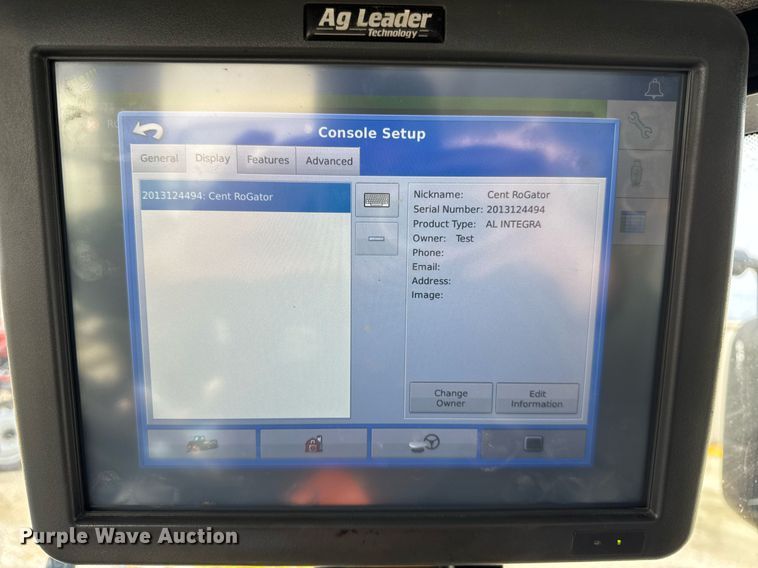 Ag Leader
Technology
Console Setup
General
Display
Features
Advanced
2013124494: Cent RoGator
Nickname: Cent RoGator
Serial Number: 2013124494
Product Type: AL INTEGRA
Owner: Test
Phone:
Email:
Address:
Image:
Change
Owner
Edit
Information
Purple Wave Auction